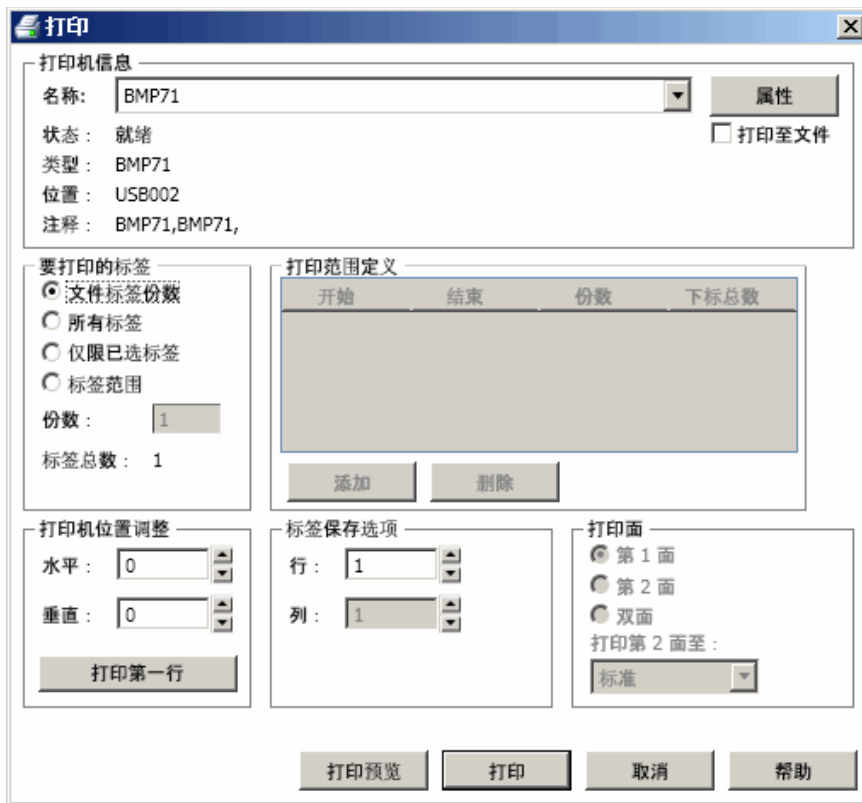 打印
打印机信息
名称: BMP71 属性
状态： 就绪 打印至文件
类型： BMP71
位置： USB002
注释： BMP71,BMP71,
要打印的标签
文件标签份数
所有标签
仅限已选标签
标签范围
份数： 1
标签总数： 1
打印范围定义
开始 结束 份数 下标总数
添加 删除
打印机位置调整
水平： 0
垂直： 0
打印第一行
标签保存选项
行： 1
列： 1
打印面
第 1 面
第 2 面
双面
打印第 2 面至：
标准
打印预览 打印 取消 帮助